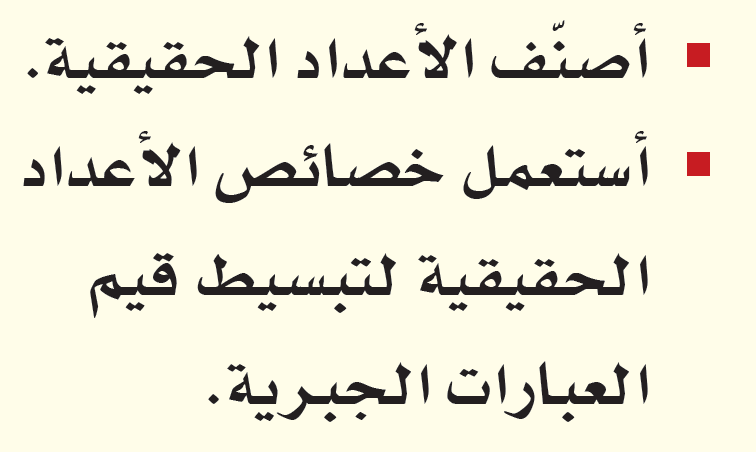 ▪ أصنّف الأعداد الحقيقية.
▪ أستعمل خصائص الأعداد
الحقيقية لتبسيط قيم
العبارات الجبرية.